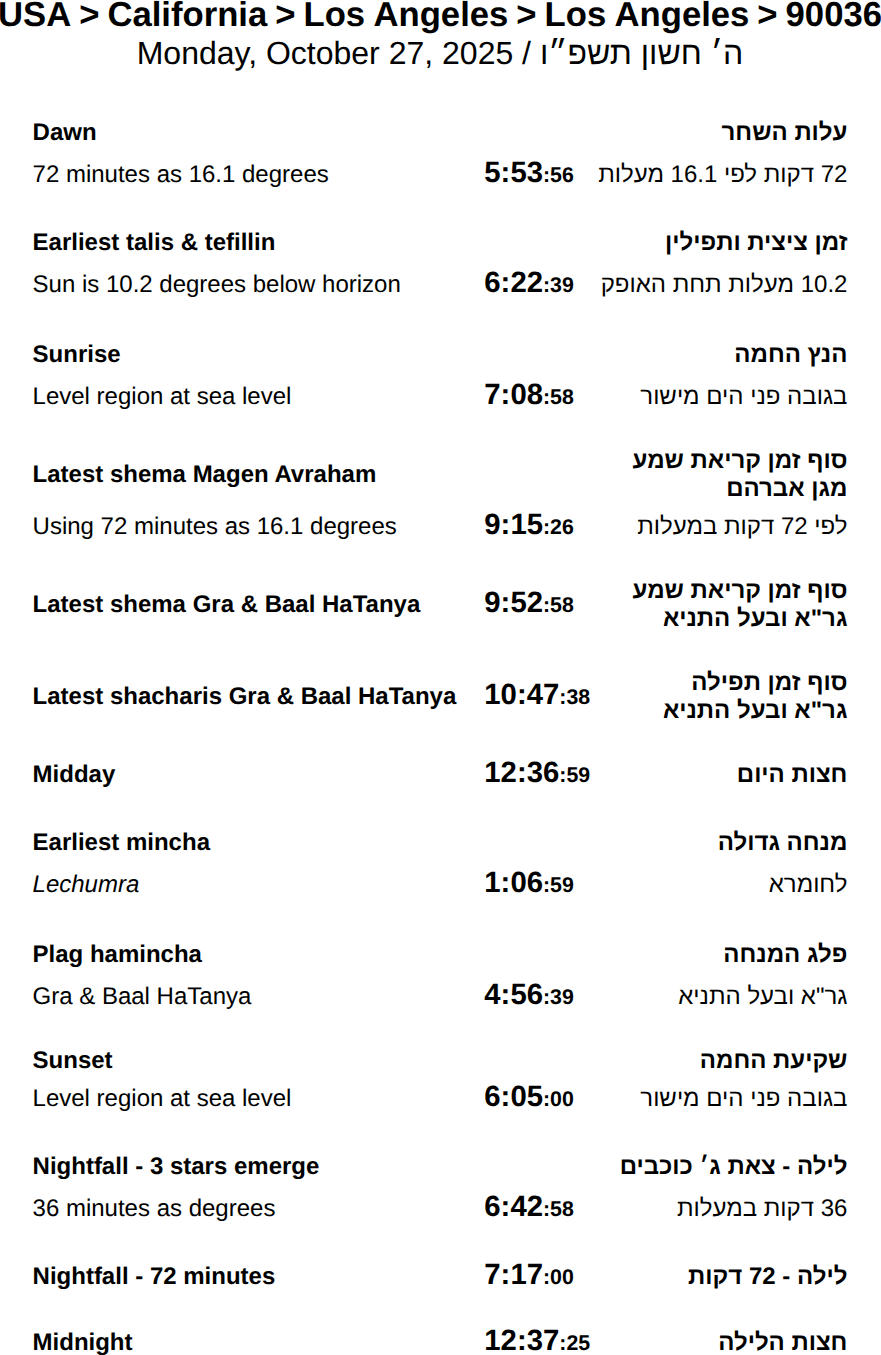 USA > California > Los Angeles > Los Angeles > 90036
Monday, October 27, 2025 / ה׳ חשון תשפ״ו
Dawn עלות השחר
72 minutes as 16.1 degrees 5:53:56 72 דקות לפי 16.1 מעלות
Earliest talis & tefillin זמן ציצית ותפילין
Sun is 10.2 degrees below horizon 6:22:39 10.2 מעלות תחת האופק
Sunrise הנץ החמה
Level region at sea level 7:08:58 בגובה פני הים מישור
Latest shema Magen Avraham סוף זמן קריאת שמע
מגן אברהם
Using 72 minutes as 16.1 degrees 9:15:26 לפי 72 דקות במעלות
Latest shema Gra & Baal HaTanya 9:52:58 סוף זמן קריאת שמע
גר"א ובעל התניא
Latest shacharis Gra & Baal HaTanya 10:47:38 סוף זמן תפילה
גר"א ובעל התניא
Midday 12:36:59 חצות היום
Earliest mincha מנחה גדולה
Lechumra 1:06:59 לחומרא
Plag hamincha פלג המנחה
Gra & Baal HaTanya 4:56:39 גר"א ובעל התניא
Sunset שקיעת החמה
Level region at sea level 6:05:00 בגובה פני הים מישור
Nightfall - 3 stars emerge לילה - צאת ג׳ כוכבים
36 minutes as degrees 6:42:58 36 דקות במעלות
Nightfall - 72 minutes 7:17:00 לילה - 72 דקות
Midnight 12:37:25 חצות הלילה